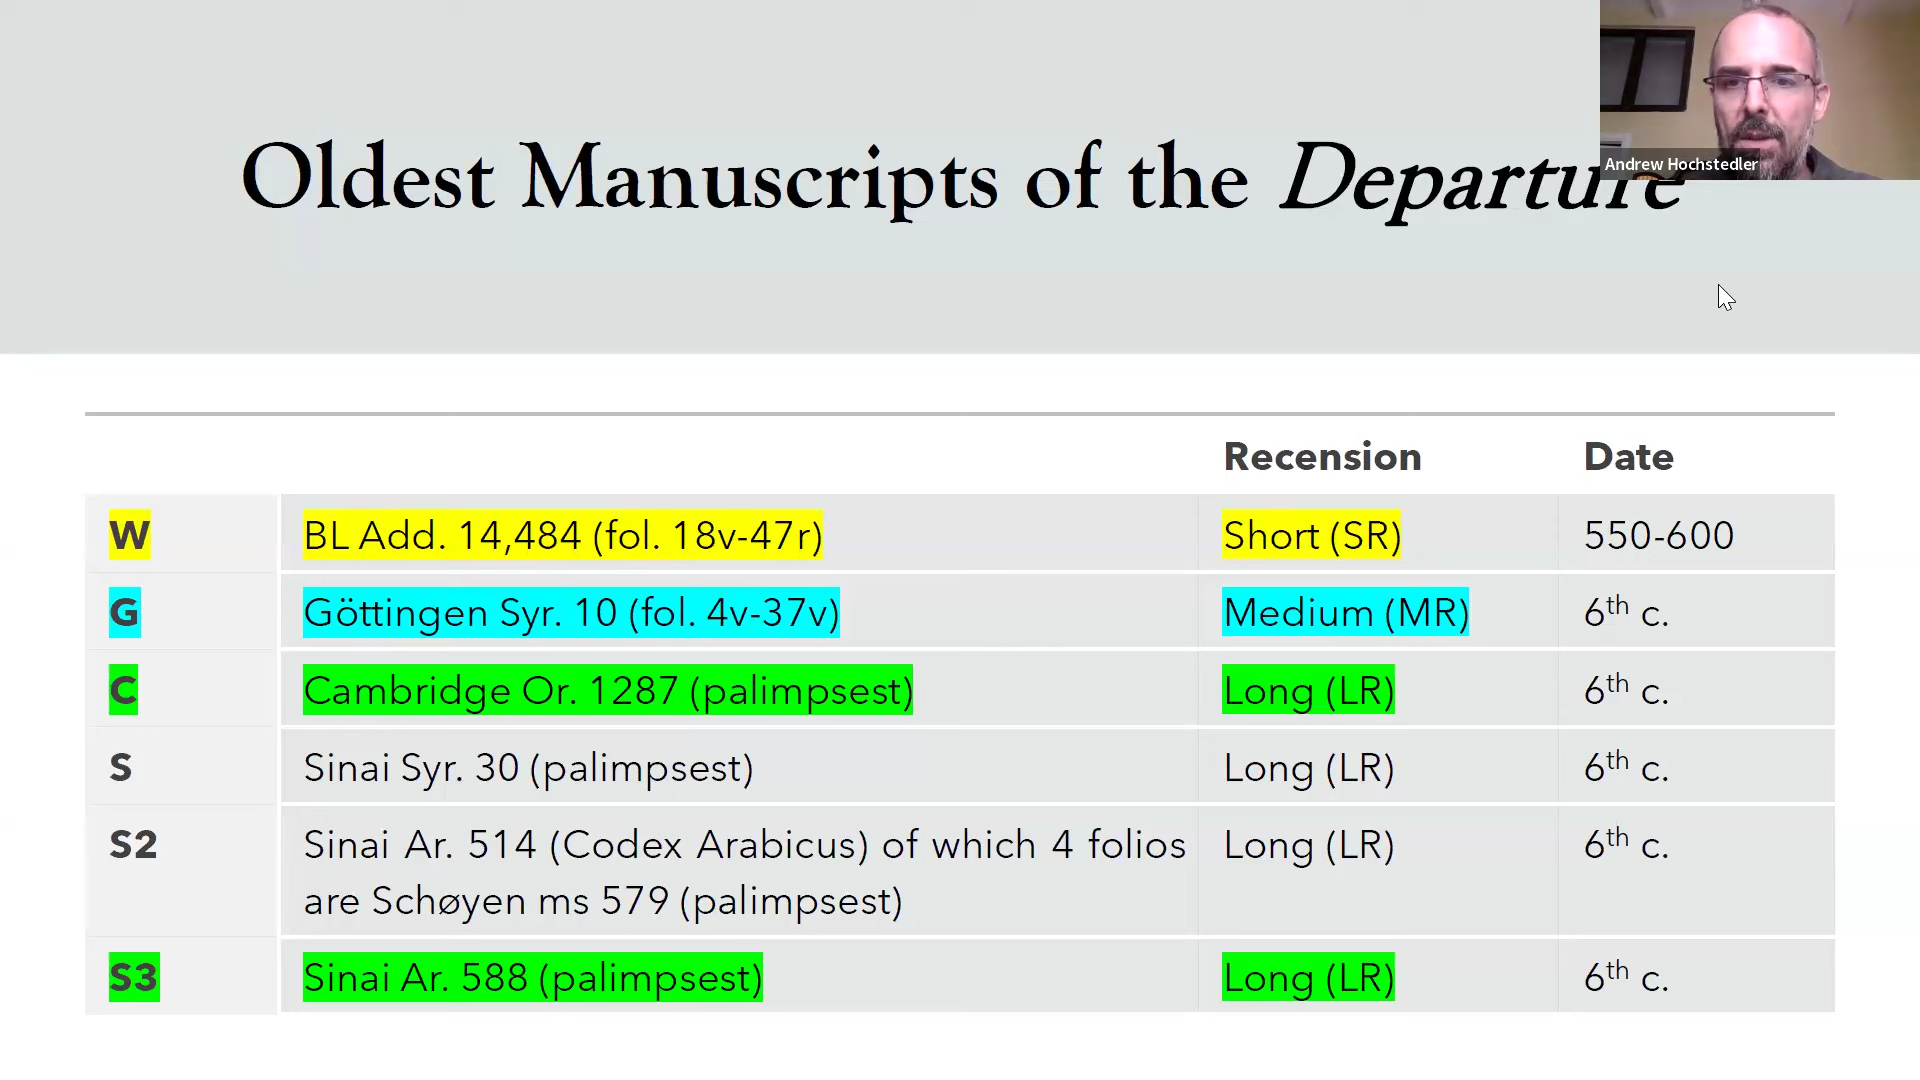 Andrew Hochstedler
Oldest Manuscripts of the Departure
Recension Date
W BL Add. 14,484 (fol. 18v-47r) Short (SR) 550-600
G Göttingen Syr. 10 (fol. 4v-37v) Medium (MR) 6th c.
C Cambridge Or. 1287 (palimpsest) Long (LR) 6th c.
S Sinai Syr. 30 (palimpsest) Long (LR) 6th c.
S2 Sinai Ar. 514 (Codex Arabicus) of which 4 folios Long (LR) 6th c.
are Schøyen ms 579 (palimpsest)
S3 Sinai Ar. 588 (palimpsest) Long (LR) 6th c.